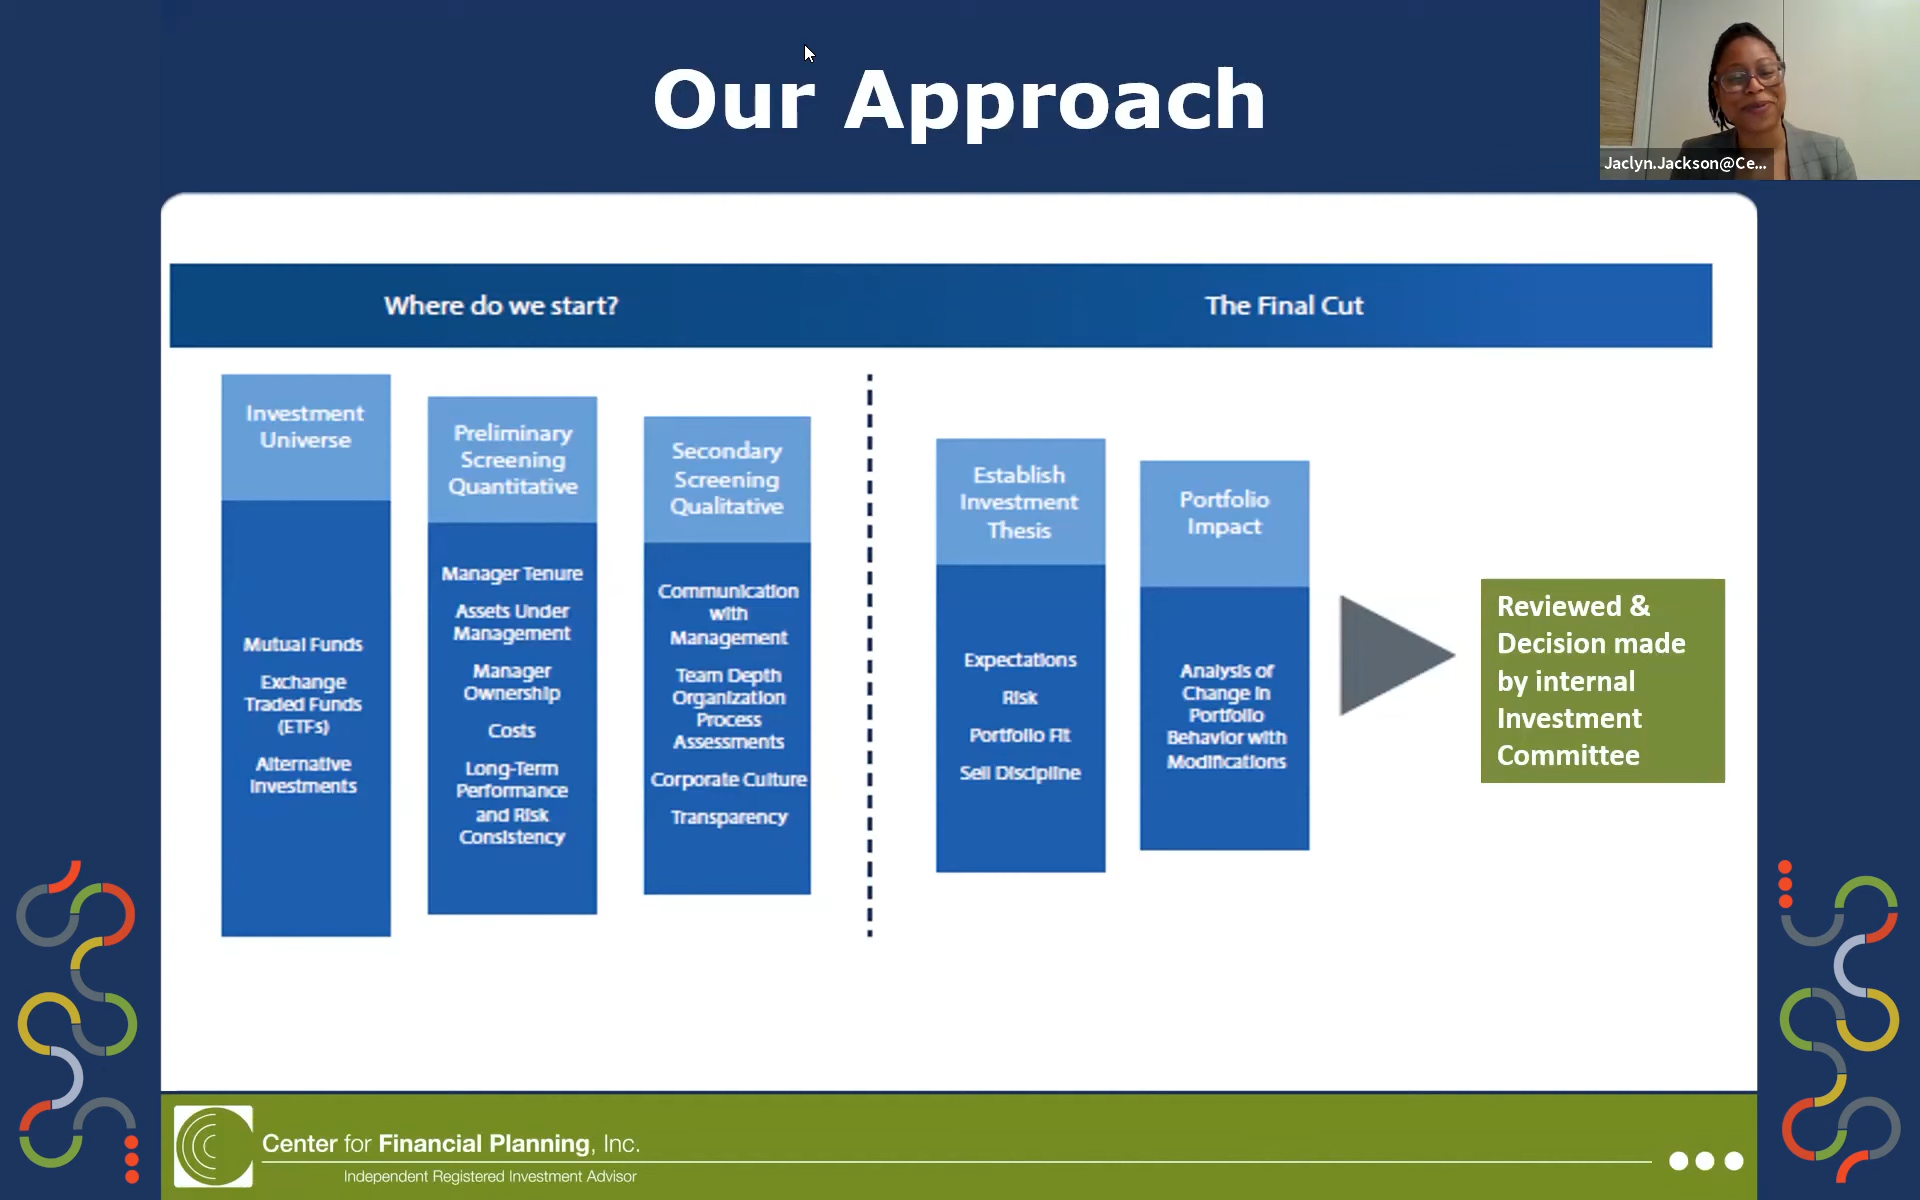 Our Approach
Jaclyn.Jackson@Ce...
Where do we start?
The Final Cut
Investment
Universe
Mutual Funds
Exchange
Traded Funds
(ETFs)
Alternative
Investments
Preliminary
Screening
Quantitative
Manager Tenure
Assets Under
Management
Manager
Ownership
Costs
Long-Term
Performance
and Risk
Consistency
Secondary
Screening
Qualitative
Communication
with
Management
Team Depth
Organization
Process
Assessments
Corporate Culture
Transparency
Establish
Investment
Thesis
Expectations
Risk
Portfolio Fit
Sell Discipline
Portfolio
Impact
Analysis of
Change in
Portfolio
Behavior with
Modifications
Reviewed &
Decision made
by internal
Investment
Committee
Center for Financial Planning, Inc.
Independent Registered Investment Advisor